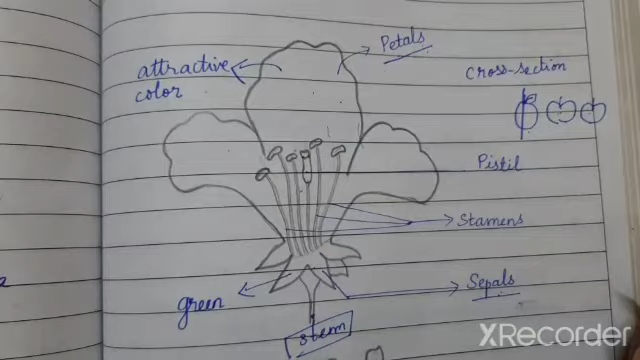 Petals
attractive
color
cross-section
Pistil
Stamens
Sepals
green
stem
XRecorder